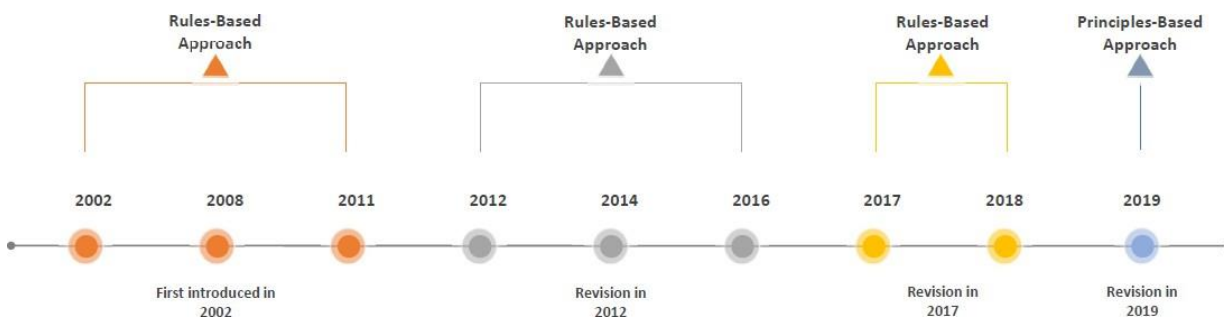 Rules-Based
Approach
Rules-Based
Approach
Rules-Based
Approach
Principles-Based
Approach
2002
2008
2011
2012
2014
2016
2017
2018
2019
First introduced in
2002
Revision in
2012
Revision in
2017
Revision in
2019